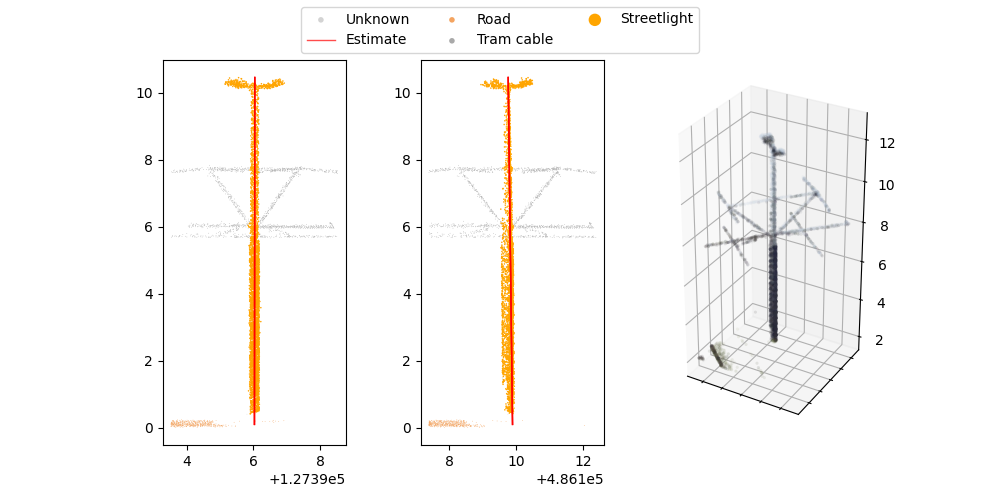 Unknown Road Streetlight
Estimate Tram cable
10 10 12
8 8 10
6 6 8
4 4 6
2 2 4
0 0 2
4 6 8 8 10 12
+1.2739e5 +4.861e5